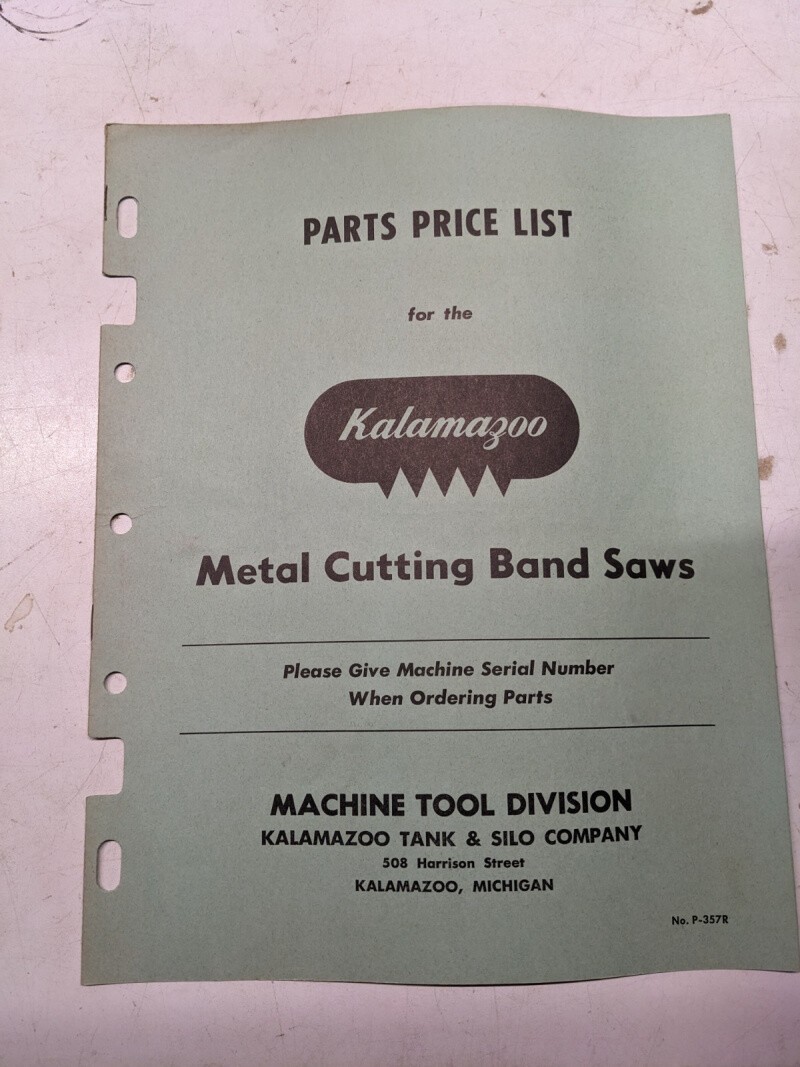 PARTS PRICE LIST
for the
Kalamazoo
Metal Cutting Band Saws
Please Give Machine Serial Number
When Ordering Parts
MACHINE TOOL DIVISION
KALAMAZOO TANK & SILO COMPANY
508 Harrison Street
KALAMAZOO, MICHIGAN
No. P-357R